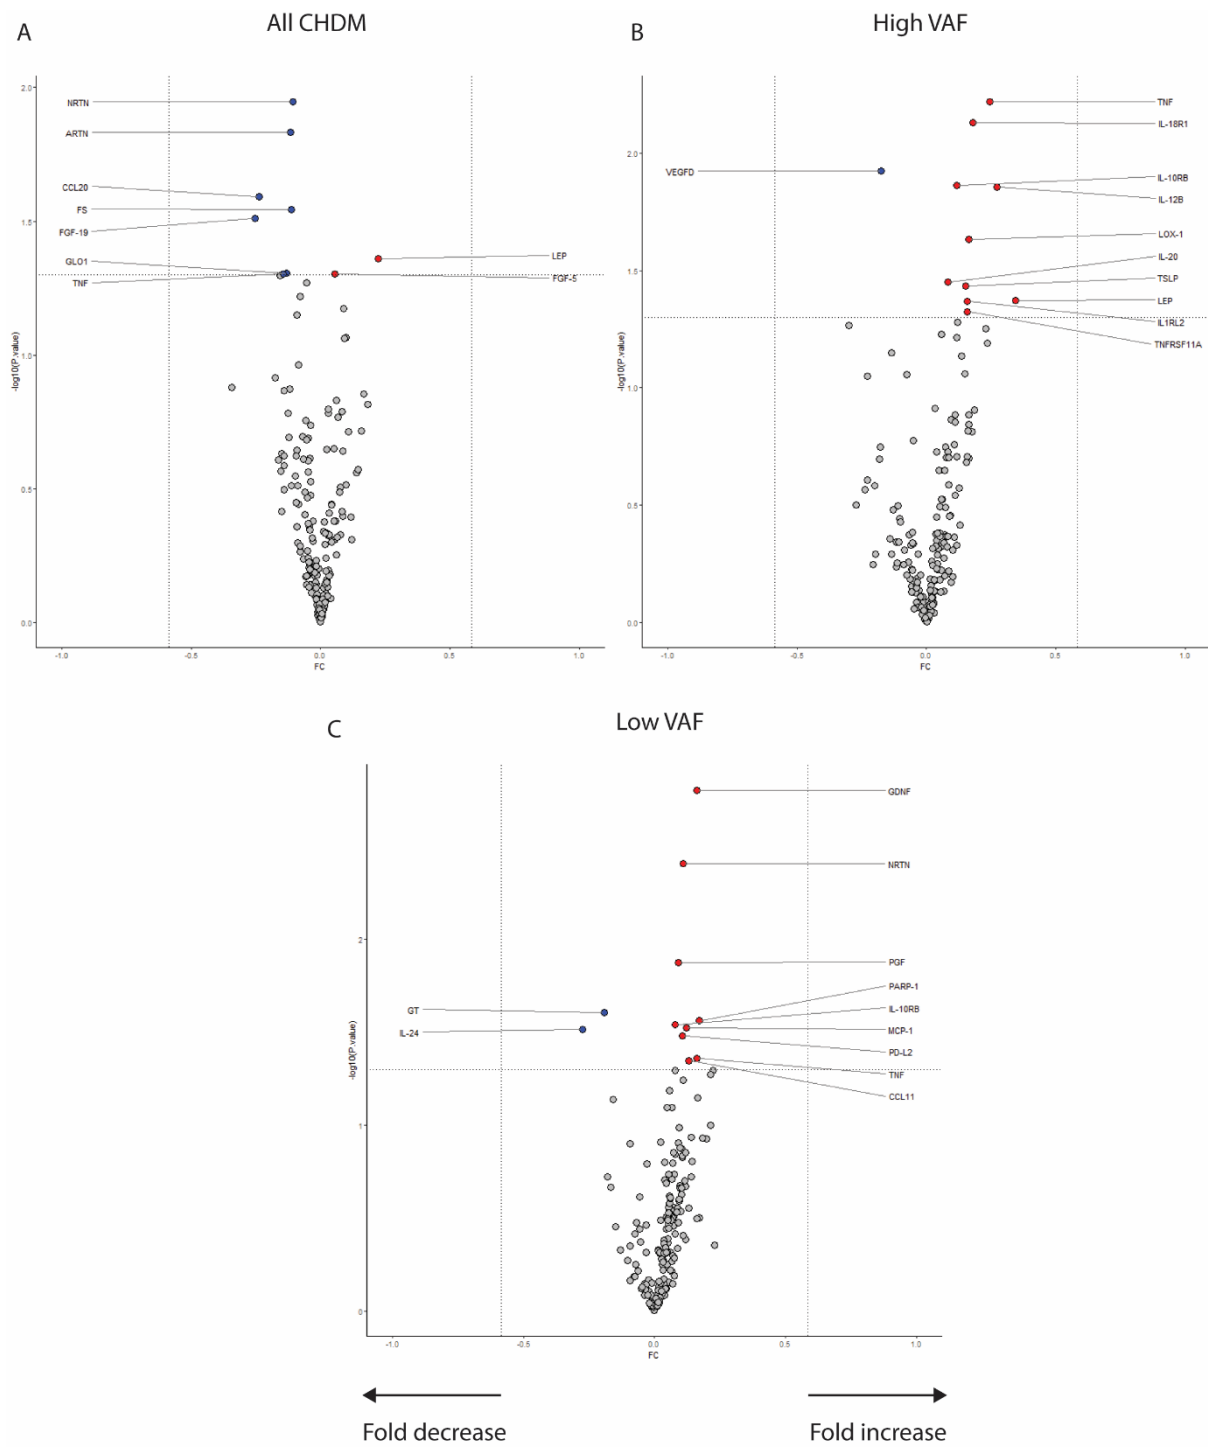 A
All CHDM
2.0
1.5
1.0
0.5
0.0
-log10(P.value)
NRTN
ARTN
CCL20
FS
FGF-19
GLO1
TNF
LEP
FGF-5
-1.0
-0.5
0.0
0.5
1.0
FC
B
High VAF
2.0
1.5
1.0
0.5
0.0
-log10(P.value)
VEGFD
TNF
IL-18R1
IL-10RB
IL-12B
LOX-1
IL-20
TSLP
LEP
IL1RL2
TNFRSF11A
-1.0
-0.5
0.0
0.5
1.0
FC
C
Low VAF
2
1
0
-log10(P.value)
GT
IL-24
GDNF
NRTN
PGF
PARP-1
IL-10RB
MCP-1
PD-L2
TNF
CCL11
-1.0
-0.5
0.0
0.5
1.0
FC
Fold decrease
Fold increase